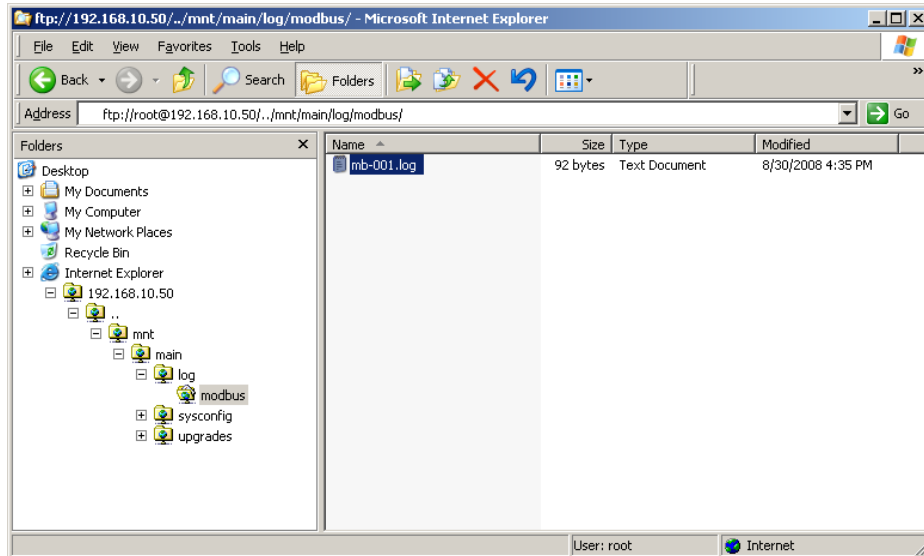 ftp://192.168.10.50/../mnt/main/log/modbus/ - Microsoft Internet Explorer
File Edit View Favorites Tools Help
Back Search Folders »
Address ftp://root@192.168.10.50/../mnt/main/log/modbus/ Go
Folders Name Size Type Modified
mb-001.log 92 bytes Text Document 8/30/2008 4:35 PM
Desktop
My Documents
My Computer
My Network Places
Recycle Bin
Internet Explorer
192.168.10.50
..
mnt
main
log
modbus
sysconfig
upgrades
User: root Internet